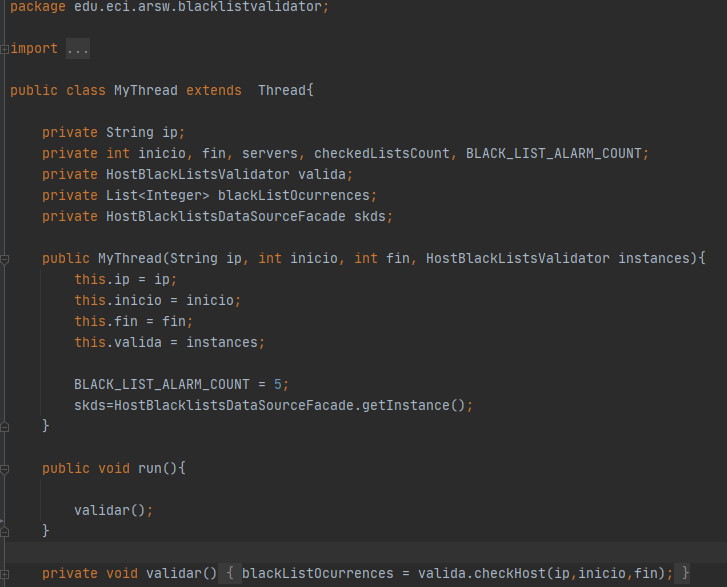 package edu.eci.arsw.blacklistvalidator;
import ...
public class MyThread extends  Thread{
private String ip;
private int inicio, fin, servers, checkedListsCount, BLACK_LIST_ALARM_COUNT;
private HostBlackListsValidator valida;
private List<Integer> blackListOcurrences;
private HostBlacklistsDataSourceFacade skds;
public MyThread(String ip, int inicio, int fin, HostBlackListsValidator instances){
this.ip = ip;
this.inicio = inicio;
this.fin = fin;
this.valida = instances;
BLACK_LIST_ALARM_COUNT = 5;
skds=HostBlacklistsDataSourceFacade.getInstance();
}
public void run(){
validar();
}
private void validar() { blackListOcurrences = valida.checkHost(ip,inicio,fin); }